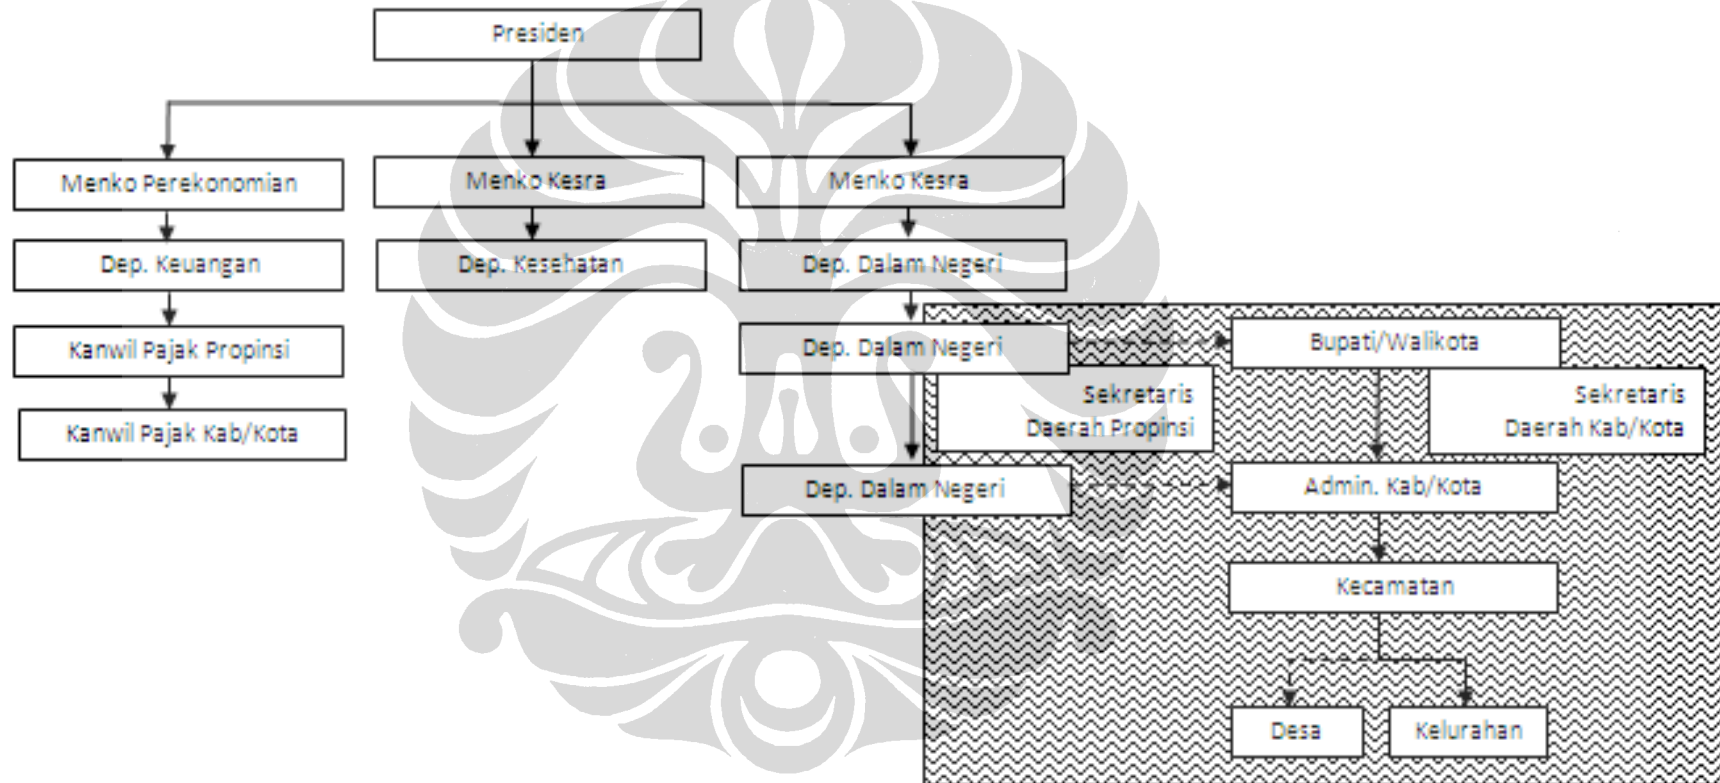 Presiden
Menko Perekonomian
Menko Kesra
Menko Kesra
Dep. Keuangan
Dep. Kesehatan
Dep. Dalam Negeri
Kanwil Pajak Propinsi
Dep. Dalam Negeri
Bupati/Walikota
Sekretaris
Daerah Propinsi
Sekretaris
Daerah Kab/Kota
Kanwil Pajak Kab/Kota
Dep. Dalam Negeri
Admin. Kab/Kota
Kecamatan
Desa
Kelurahan